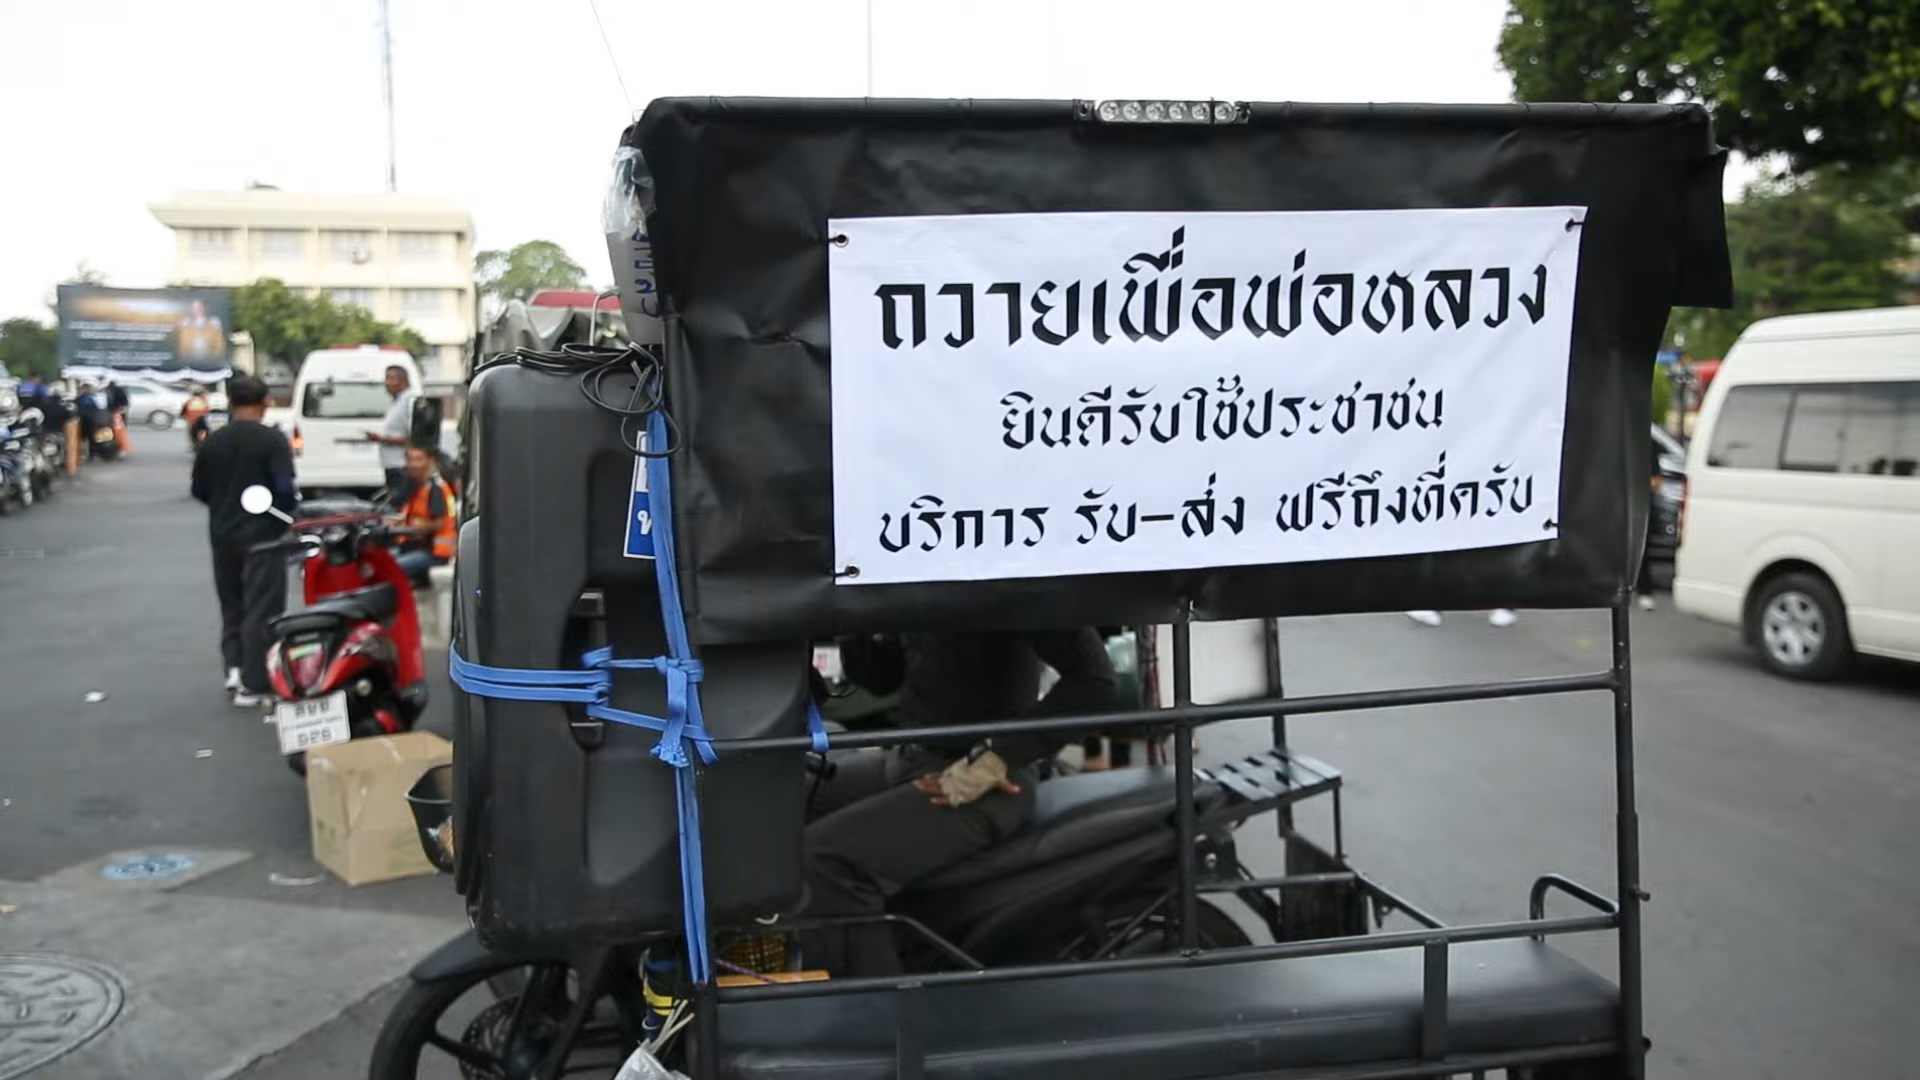 ถวายเพื่อพ่อหลวง
ยินดีรับใช้ประชาชน
บริการ รับ-ส่ง ฟรีถึงที่ครับ